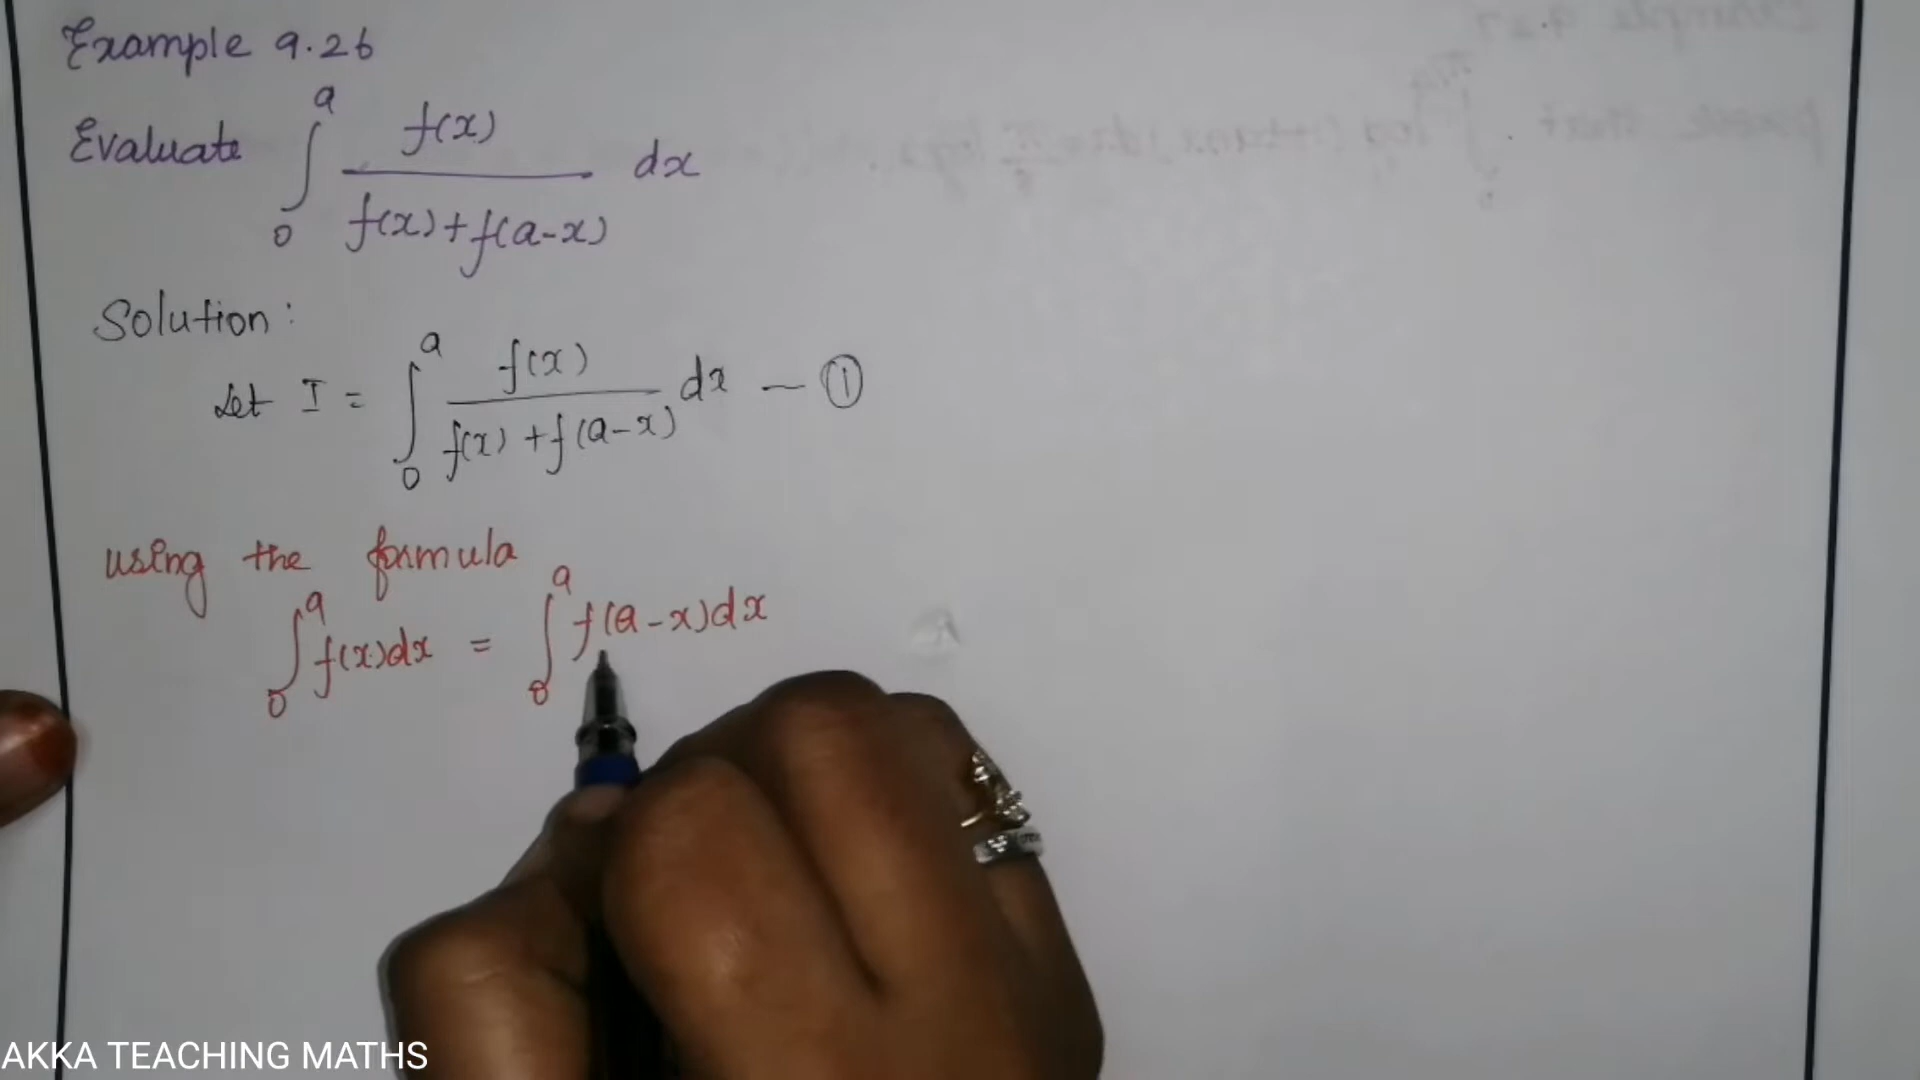 Example 9.26
Evaluate ∫₀ᵃ f(x) / (f(x)+f(a-x)) dx
Solution:
Let I = ∫₀ᵃ f(x) / (f(x)+f(a-x)) dx — ①
using the formula
∫₀ᵃ f(x)dx = ∫₀ᵃ f(a-x)dx
AKKA TEACHING MATHS